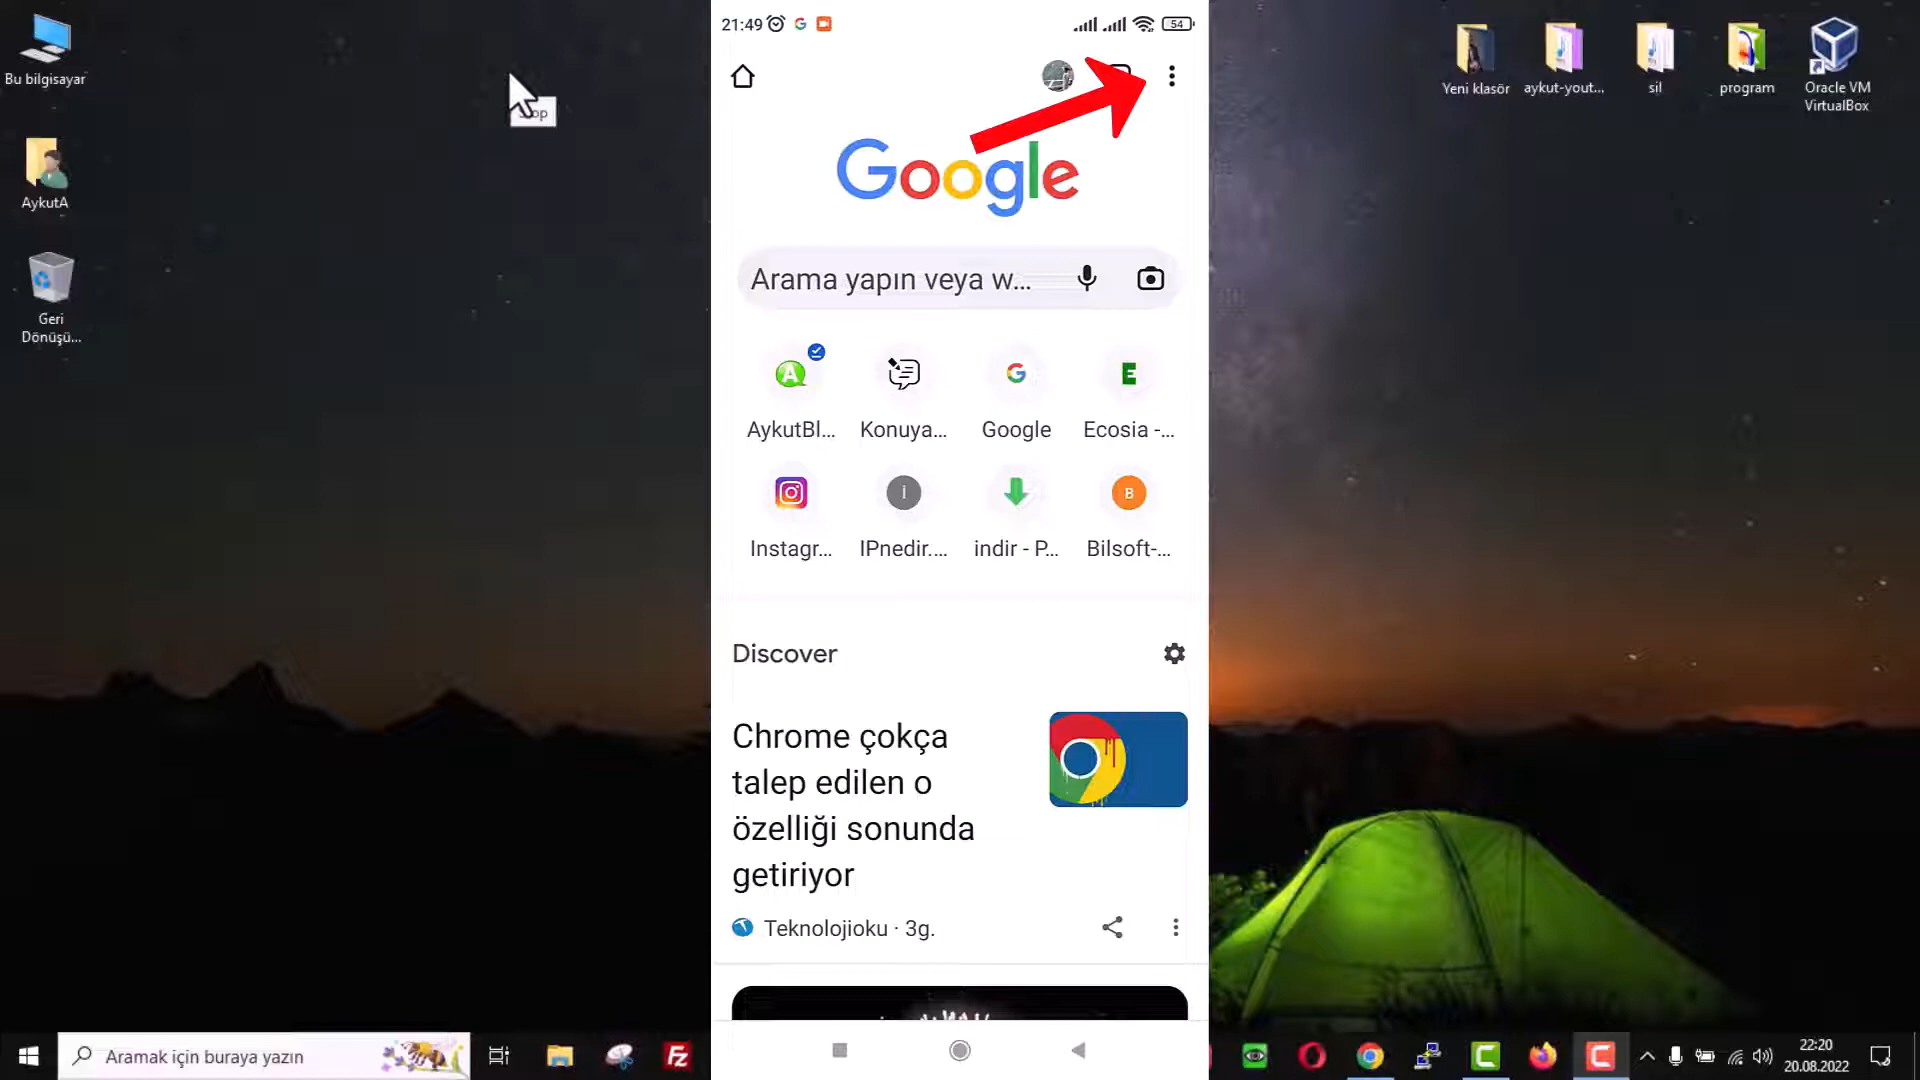 Bu bilgisayar
AykutA
Geri
Dönüşü...
21:49
54
Google
Arama yapın veya w...
AykutBl...
Konuya...
Google
Ecosia -...
Instagr...
IPnedir....
indir - P...
Bilsoft-...
Discover
Chrome çokça
talep edilen o
özelliği sonunda
getiriyor
Teknolojioku · 3g.
Yeni klasör
aykut-yout...
sil
program
Oracle VM
VirtualBox
Aramak için buraya yazın
22:20
20.08.2022